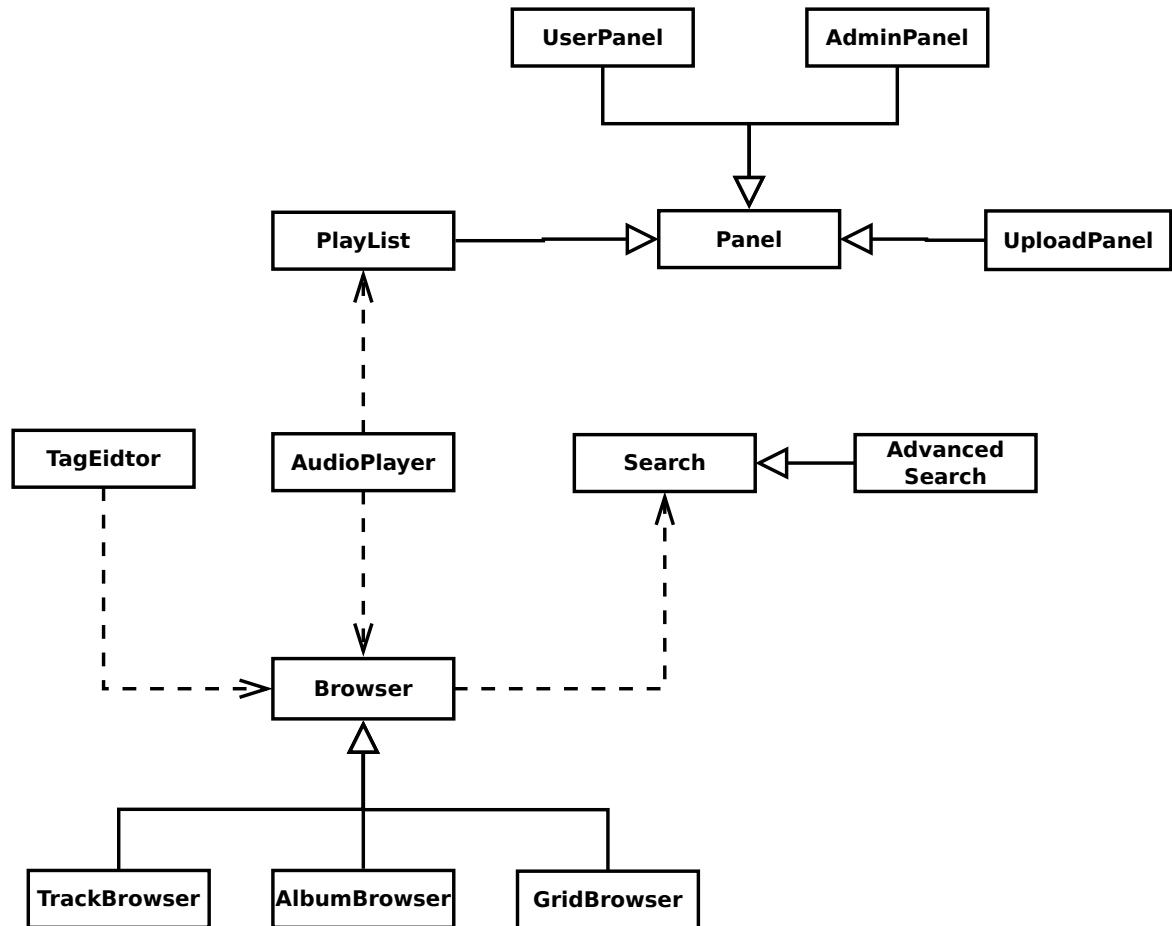 UserPanel
AdminPanel
PlayList
Panel
UploadPanel
TagEidtor
AudioPlayer
Search
Advanced
Search
Browser
TrackBrowser
AlbumBrowser
GridBrowser